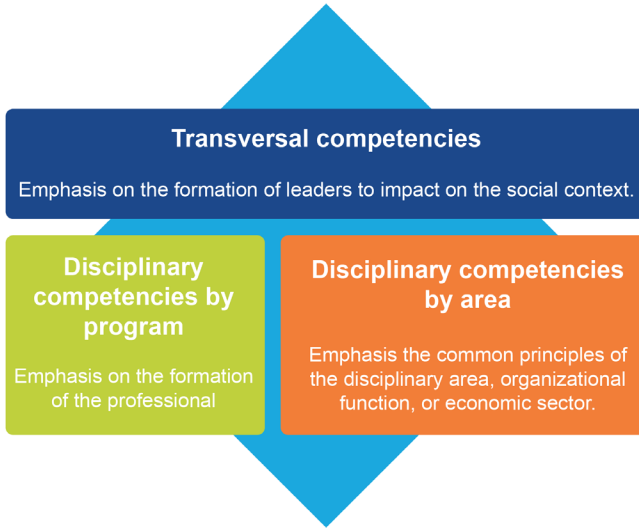 Transversal competencies
Emphasis on the formation of leaders to impact on the social context.
Disciplinary
competencies by
program
Emphasis on the formation
of the professional
Disciplinary competencies
by area
Emphasis the common principles of
the disciplinary area, organizational
function, or economic sector.